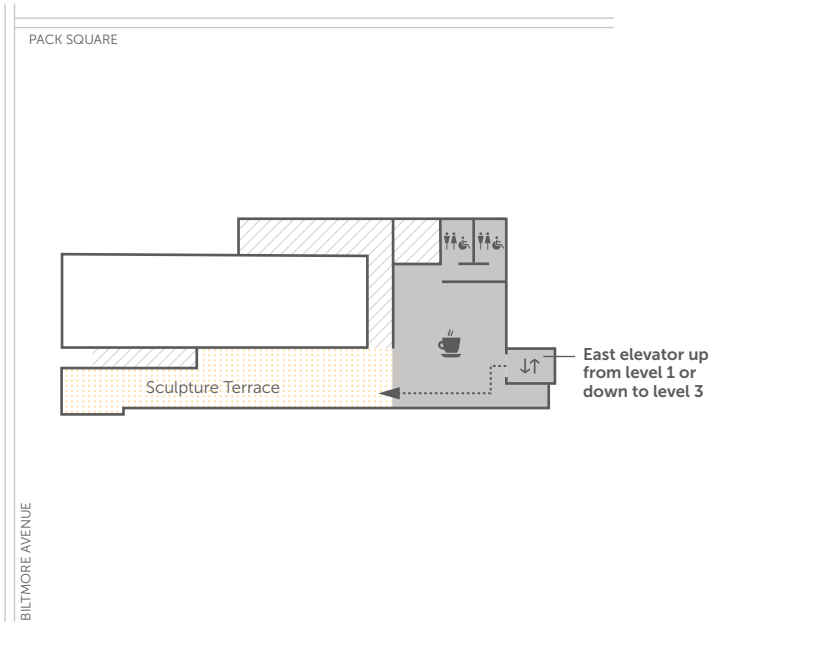 PACK SQUARE
Sculpture Terrace
East elevator up
from level 1 or
down to level 3
BILTMORE AVENUE